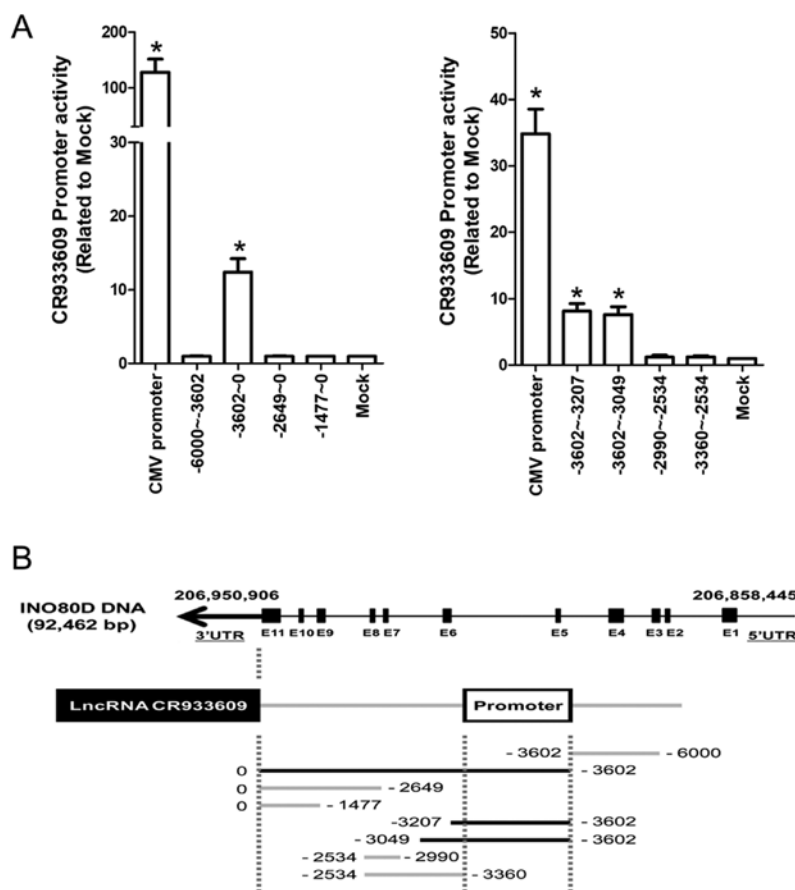 A
CR933609 Promoter activity
(Related to Mock)
200
100
30
20
10
0
*
*
CMV promoter
-6000~-3602
-3602~0
-2649~0
-1477~0
Mock
CR933609 Promoter activity
(Related to Mock)
50
40
30
20
10
0
*
*
*
CMV promoter
-3602~-3207
-3602~-3049
-2990~-2534
-3360~-2534
Mock
B
206,950,906
206,858,445
INO80D DNA
(92,462 bp)
3'UTR
E11
E10
E9
E8
E7
E6
E5
E4
E3
E2
E1
5'UTR
LncRNA CR933609
Promoter
- 3602
- 6000
0
- 3602
0
- 2649
0
- 1477
-3207
- 3602
- 3049
- 3602
- 2534
- 2990
- 2534
- 3360